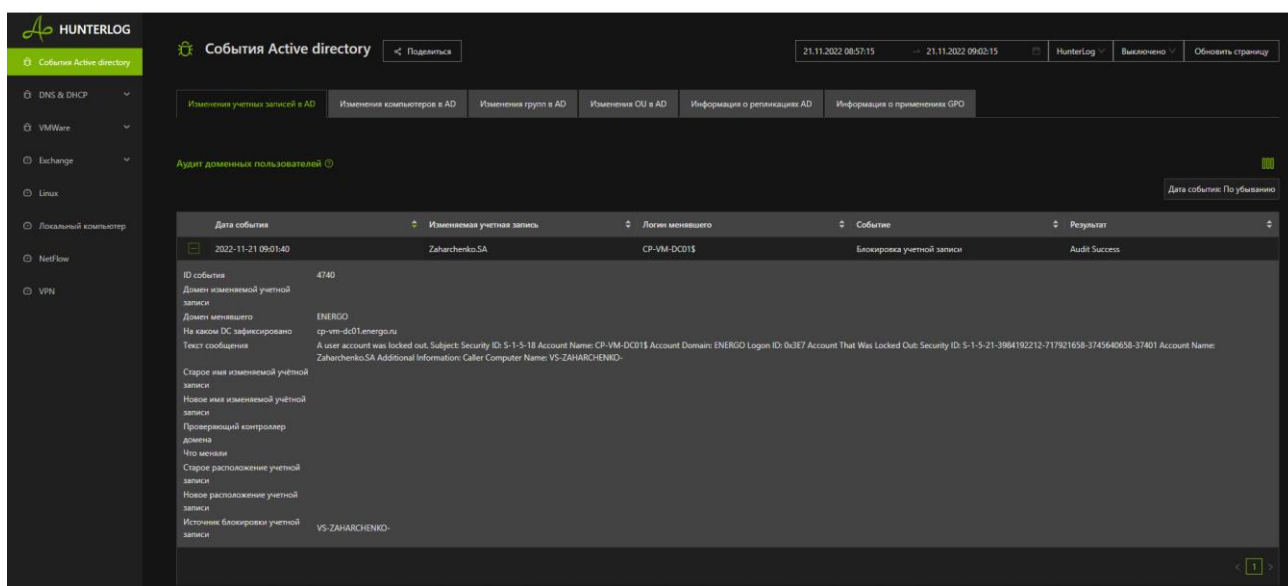 HUNTERLOG
События Active directory
DNS & DHCP
VMWare
Exchange
Linux
Локальный компьютер
NetFlow
VPN
События Active directory
Поделиться
21.11.2022 08:57:15 → 21.11.2022 09:02:15
HunterLog
Выключено
Обновить страницу
Изменения учетных записей в AD
Изменения компьютеров в AD
Изменения групп в AD
Изменения OU в AD
Информация о репликациях AD
Информация о применениях GPO
Аудит доменных пользователей
Дата события: По убыванию
Дата события Изменяемая учетная запись Логин менявшего Событие Результат
2022-11-21 09:01:40 Zaharchenko.SA CP-VM-DC01$ Блокировка учетной записи Audit Success
ID события 4740
Домен изменяемой учетной
записи
Домен менявшего ENERGO
На каком DC зафиксировано cp-vm-dc01.energo.ru
Текст сообщения A user account was locked out. Subject: Security ID: S-1-5-18 Account Name: CP-VM-DC01$ Account Domain: ENERGO Logon ID: 0x3E7 Account That Was Locked Out: Security ID: S-1-5-21-3984192212-717921658-3745640658-37401 Account Name:
Zaharchenko.SA Additional Information: Caller Computer Name: VS-ZAHARCHENKO-
Старое имя изменяемой учётной
записи
Новое имя изменяемой учётной
записи
Проверяющий контроллер
домена
Что меняли
Старое расположение учетной
записи
Новое расположение учетной
записи
Источник блокировки учетной
записи VS-ZAHARCHENKO-
1